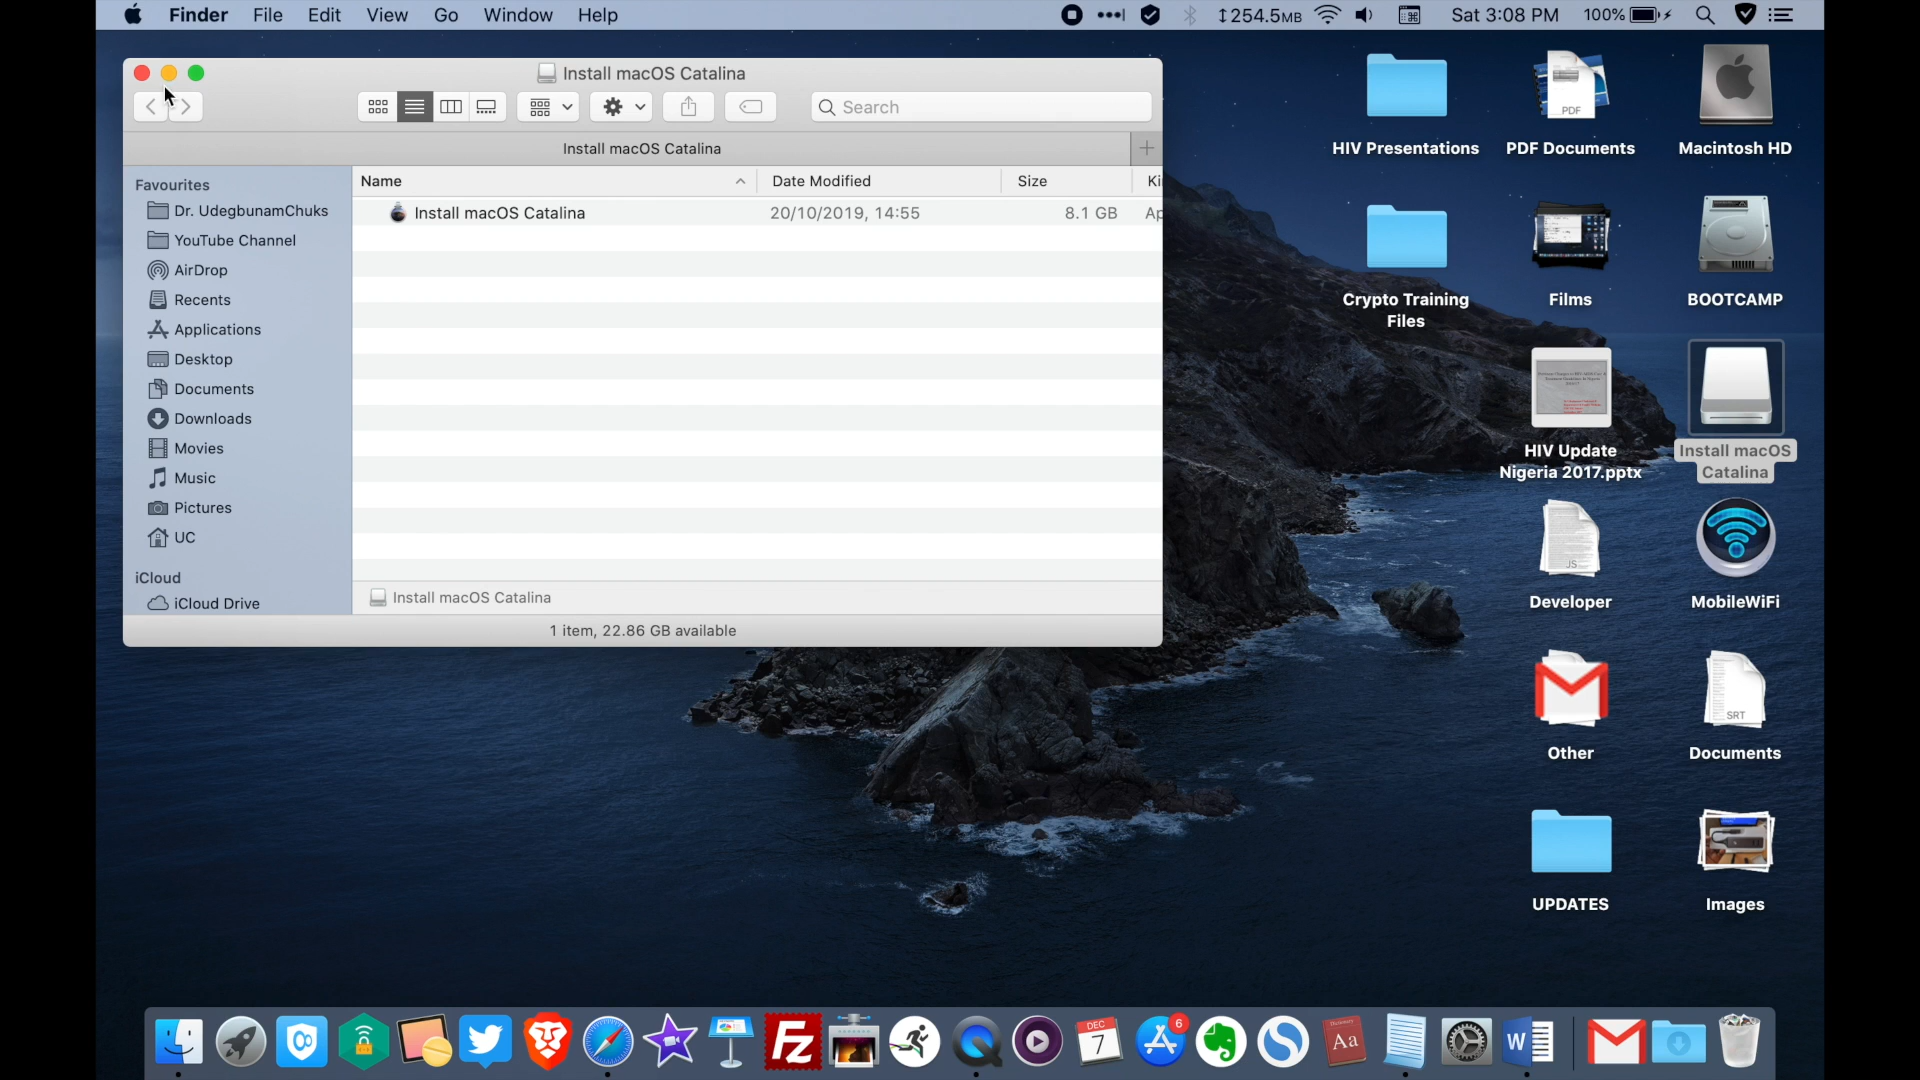 Finder File Edit View Go Window Help
254.5MB Sat 3:08 PM 100%
Install macOS Catalina
Search
Install macOS Catalina
Name Date Modified Size Ki
Install macOS Catalina 20/10/2019, 14:55 8.1 GB Ap
Favourites
Dr. UdegbunamChuks
YouTube Channel
AirDrop
Recents
Applications
Desktop
Documents
Downloads
Movies
Music
Pictures
UC
iCloud
iCloud Drive
Install macOS Catalina
1 item, 22.86 GB available
HIV Presentations
PDF
PDF Documents
Macintosh HD
Crypto Training
Files
Films
BOOTCAMP
HIV Update
Nigeria 2017.pptx
Install macOS
Catalina
JS
Developer
MobileWiFi
Other
SRT
Documents
UPDATES
Images
Fz
DEC
7
6
Dictionary
Aa
W